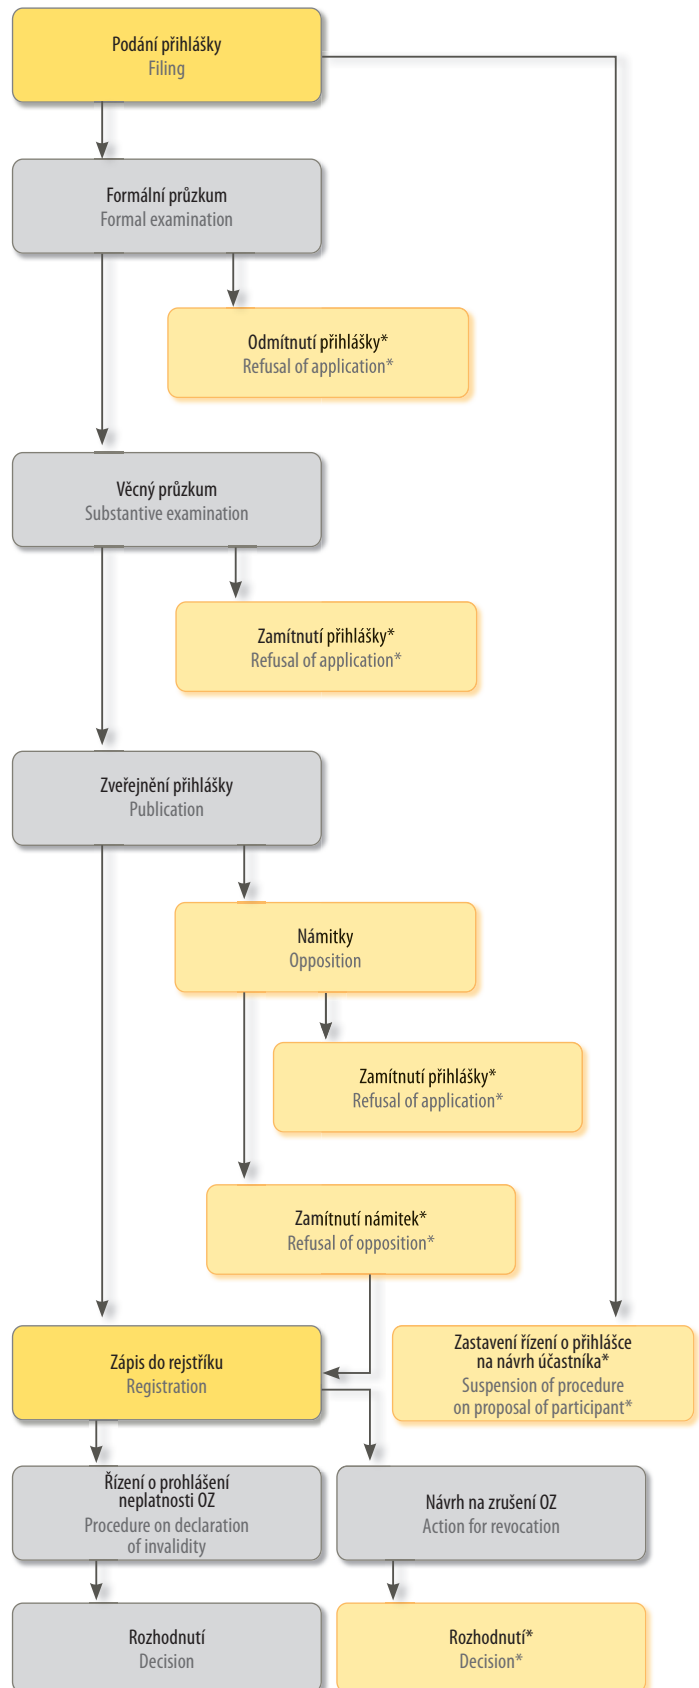 Podání přihlášky
Filing
Formální průzkum
Formal examination
Odmítnutí přihlášky*
Refusal of application*
Věcný průzkum
Substantive examination
Zamítnutí přihlášky*
Refusal of application*
Zveřejnění přihlášky
Publication
Námitky
Opposition
Zamítnutí přihlášky*
Refusal of application*
Zamítnutí námitek*
Refusal of opposition*
Zápis do rejstříku
Registration
Zastavení řízení o přihlášce
na návrh účastníka*
Suspension of procedure
on proposal of participant*
Řízení o prohlášení
neplatnosti OZ
Procedure on declaration
of invalidity
Návrh na zrušení OZ
Action for revocation
Rozhodnutí
Decision
Rozhodnutí*
Decision*